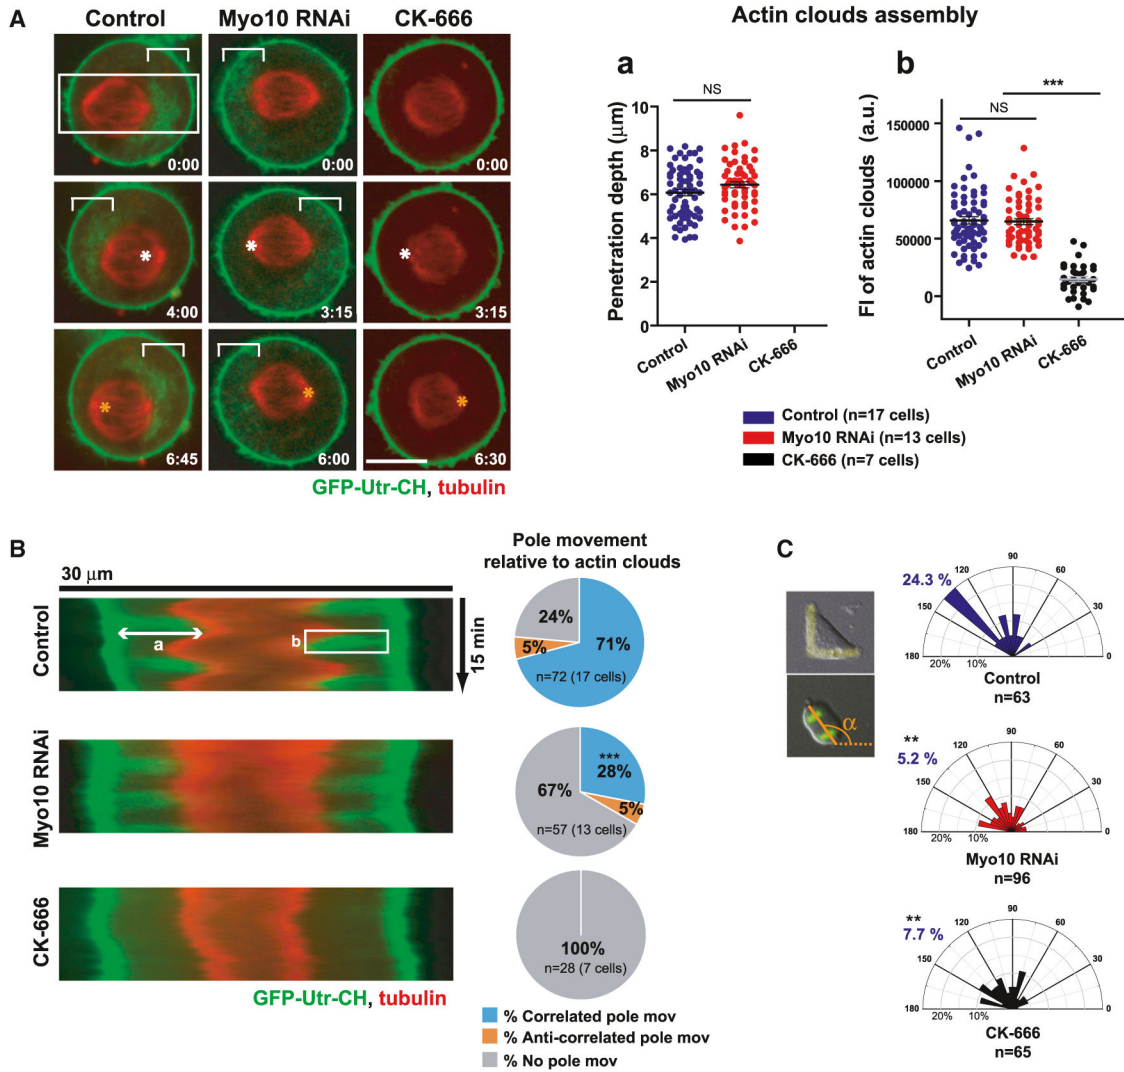 A
Control
Myo10 RNAi
CK-666
0:00
0:00
0:00
*
*
*
4:00
3:15
3:15
*
*
*
6:45
6:00
6:30
GFP-Utr-CH, tubulin
Actin clouds assembly
a
NS
Penetration depth (μm)
10
8
6
4
2
0
Control
Myo10 RNAi
CK-666
b
***
NS
FI of actin clouds (a.u.)
150000
100000
50000
0
Control
Myo10 RNAi
CK-666
Control (n=17 cells)
Myo10 RNAi (n=13 cells)
CK-666 (n=7 cells)
B
30 μm
Control
a
b
15 min
Myo10 RNAi
CK-666
GFP-Utr-CH, tubulin
Pole movement
relative to actin clouds
24%
5%
71%
n=72 (17 cells)
***
28%
67%
5%
n=57 (13 cells)
100%
n=28 (7 cells)
% Correlated pole mov
% Anti-correlated pole mov
% No pole mov
C
α
24.3 %
90
120
60
150
30
180
0
20%
10%
Control
n=63
**
5.2 %
90
120
60
150
30
180
0
20%
10%
Myo10 RNAi
n=96
**
7.7 %
90
120
60
150
30
180
0
20%
10%
CK-666
n=65